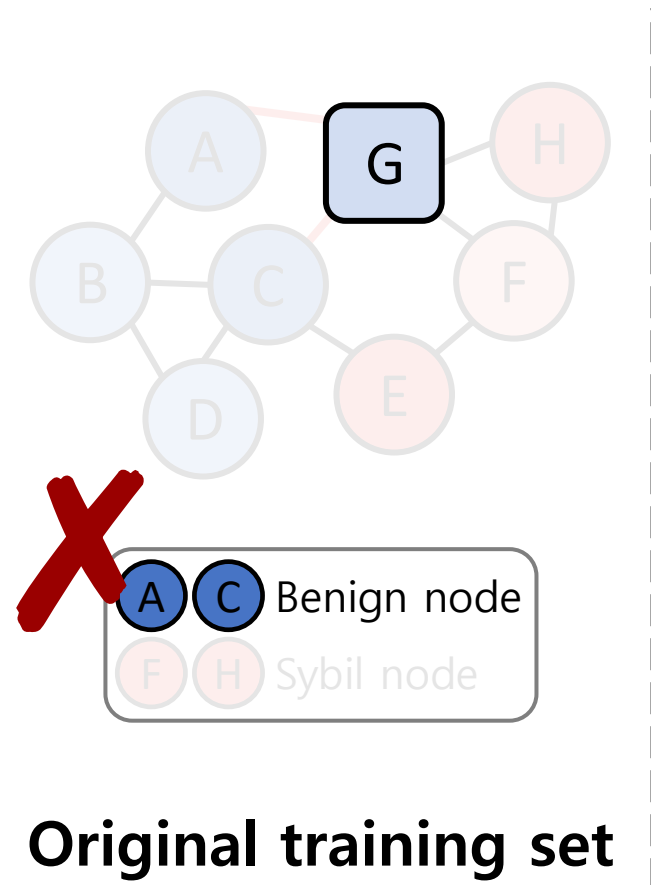 A
G
H
B
C
F
E
D
A C Benign node
F H Sybil node
Original training set